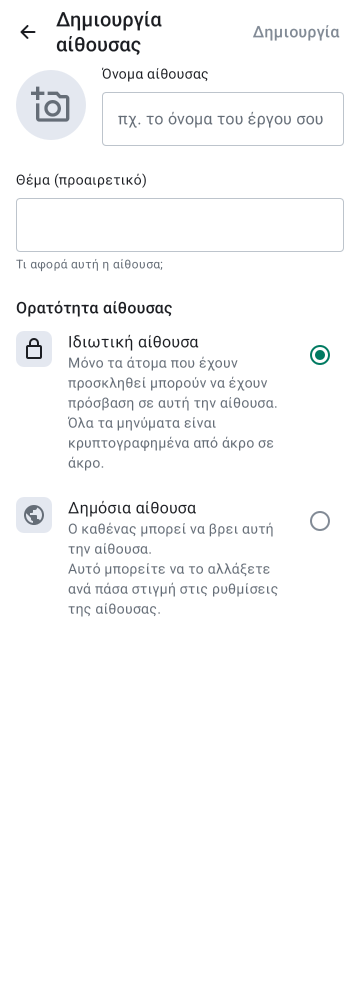 Δημιουργία
αίθουσας
Δημιουργία
Όνομα αίθουσας
πχ. το όνομα του έργου σου
Θέμα (προαιρετικό)
Τι αφορά αυτή η αίθουσα;
Ορατότητα αίθουσας
Ιδιωτική αίθουσα
Μόνο τα άτομα που έχουν
προσκληθεί μπορούν να έχουν
πρόσβαση σε αυτή την αίθουσα.
Όλα τα μηνύματα είναι
κρυπτογραφημένα από άκρο σε
άκρο.
Δημόσια αίθουσα
Ο καθένας μπορεί να βρει αυτή
την αίθουσα.
Αυτό μπορείτε να το αλλάξετε
ανά πάσα στιγμή στις ρυθμίσεις
της αίθουσας.